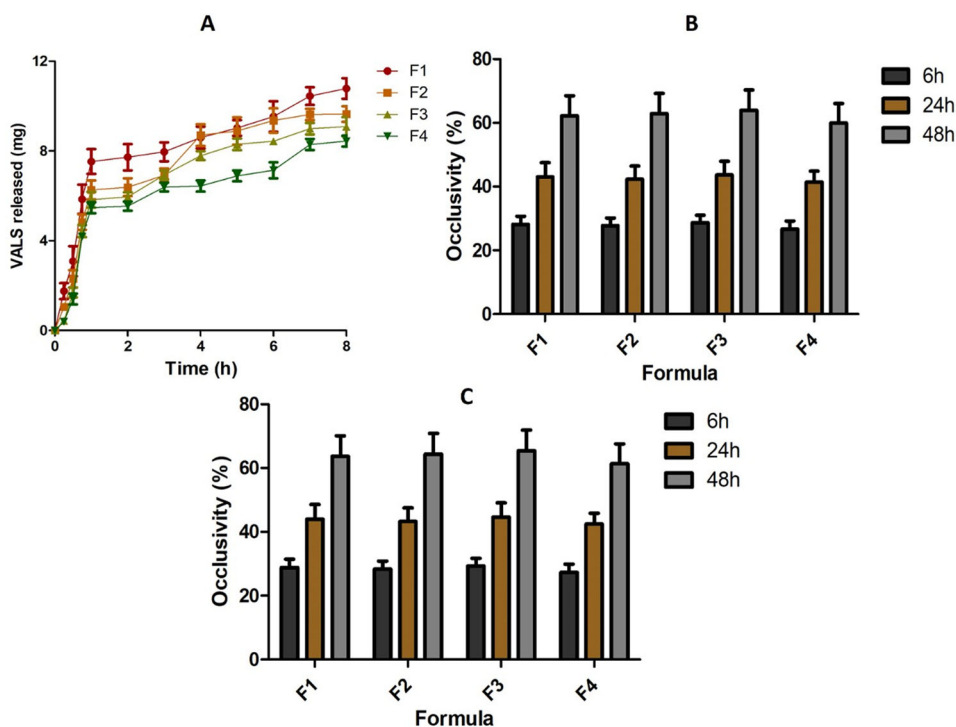 A
VALS released (mg)
12
8
4
0
0
2
4
6
8
Time (h)
F1
F2
F3
F4
B
Occlusivity (%)
80
60
40
20
0
F1
F2
F3
F4
Formula
6h
24h
48h
C
Occlusivity (%)
80
60
40
20
0
F1
F2
F3
F4
Formula
6h
24h
48h